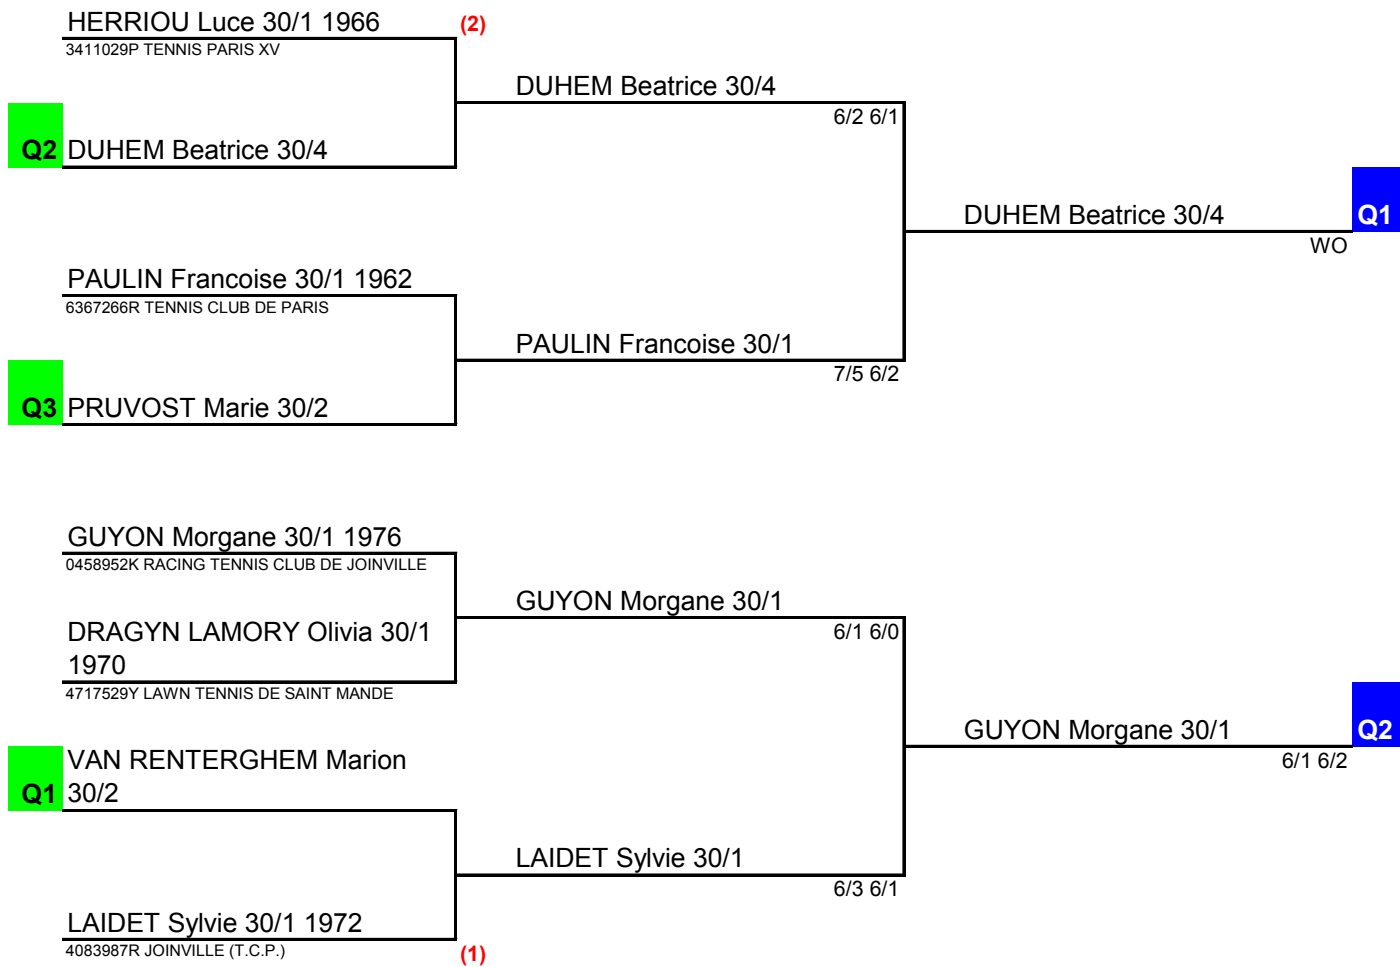 HERRIOU Luce 30/1 1966
(2)
3411029P TENNIS PARIS XV
DUHEM Beatrice 30/4
6/2 6/1
Q2 DUHEM Beatrice 30/4
DUHEM Beatrice 30/4
Q1
WO
PAULIN Francoise 30/1 1962
6367266R TENNIS CLUB DE PARIS
PAULIN Francoise 30/1
7/5 6/2
Q3 PRUVOST Marie 30/2
GUYON Morgane 30/1 1976
0458952K RACING TENNIS CLUB DE JOINVILLE
GUYON Morgane 30/1
6/1 6/0
DRAGYN LAMORY Olivia 30/1
1970
4717529Y LAWN TENNIS DE SAINT MANDE
GUYON Morgane 30/1
Q2
6/1 6/2
VAN RENTERGHEM Marion
Q1 30/2
LAIDET Sylvie 30/1
6/3 6/1
LAIDET Sylvie 30/1 1972
4083987R JOINVILLE (T.C.P.)
(1)